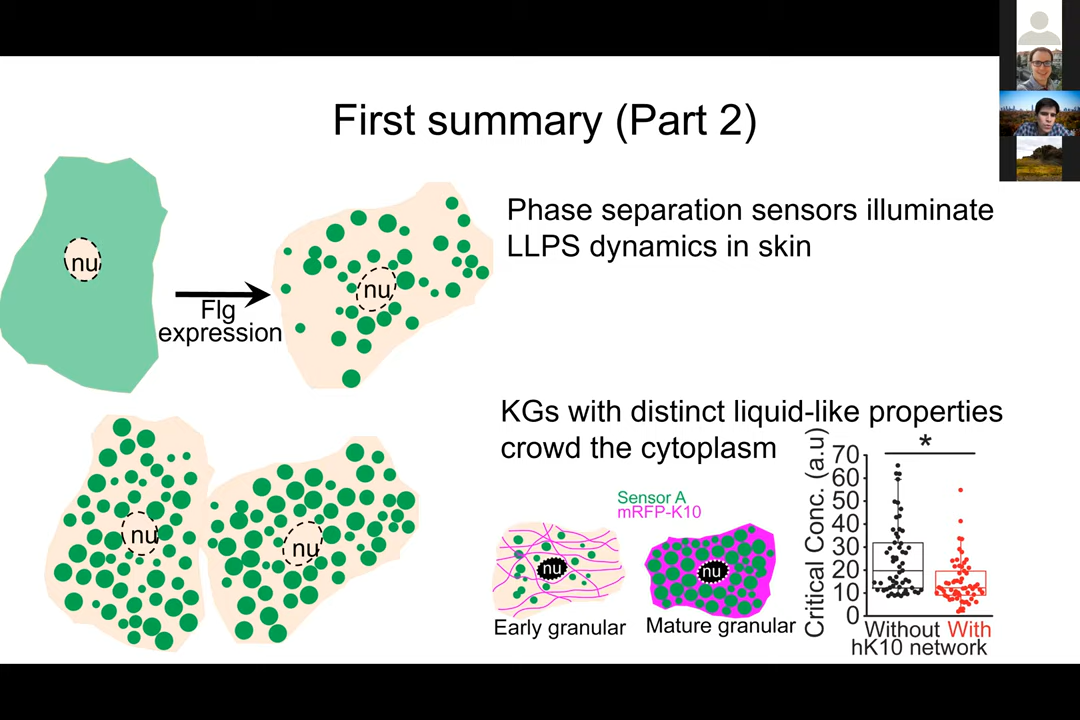 First summary (Part 2)
Phase separation sensors illuminate
LLPS dynamics in skin
nu
nu
Flg
expression
KGs with distinct liquid-like properties
crowd the cytoplasm
nu
nu
Sensor A
mRFP-K10
nu
nu
Early granular
Mature granular
Critical Conc. (a.u)
*
70
60
50
40
30
20
10
0
Without With
hK10 network